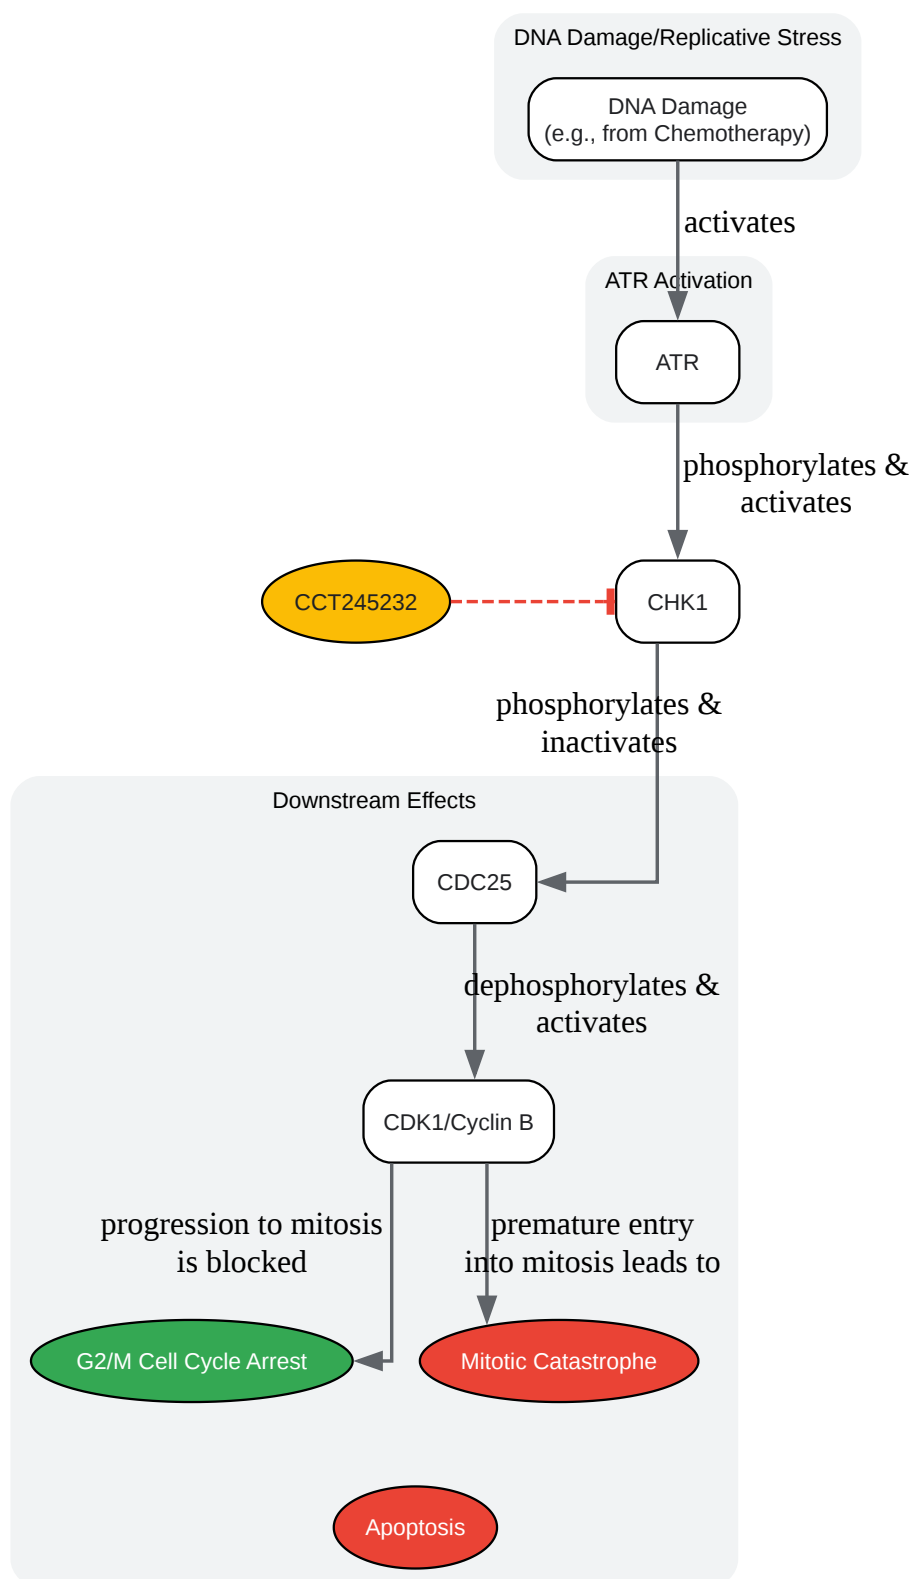 DNA Damage/Replicative Stress
DNA Damage
(e.g., from Chemotherapy)
activates
ATR Activation
ATR
phosphorylates &
activates
CCT245232
CHK1
phosphorylates &
inactivates
Downstream Effects
CDC25
dephosphorylates &
activates
CDK1/Cyclin B
progression to mitosis
is blocked
premature entry
into mitosis leads to
G2/M Cell Cycle Arrest
Mitotic Catastrophe
Apoptosis